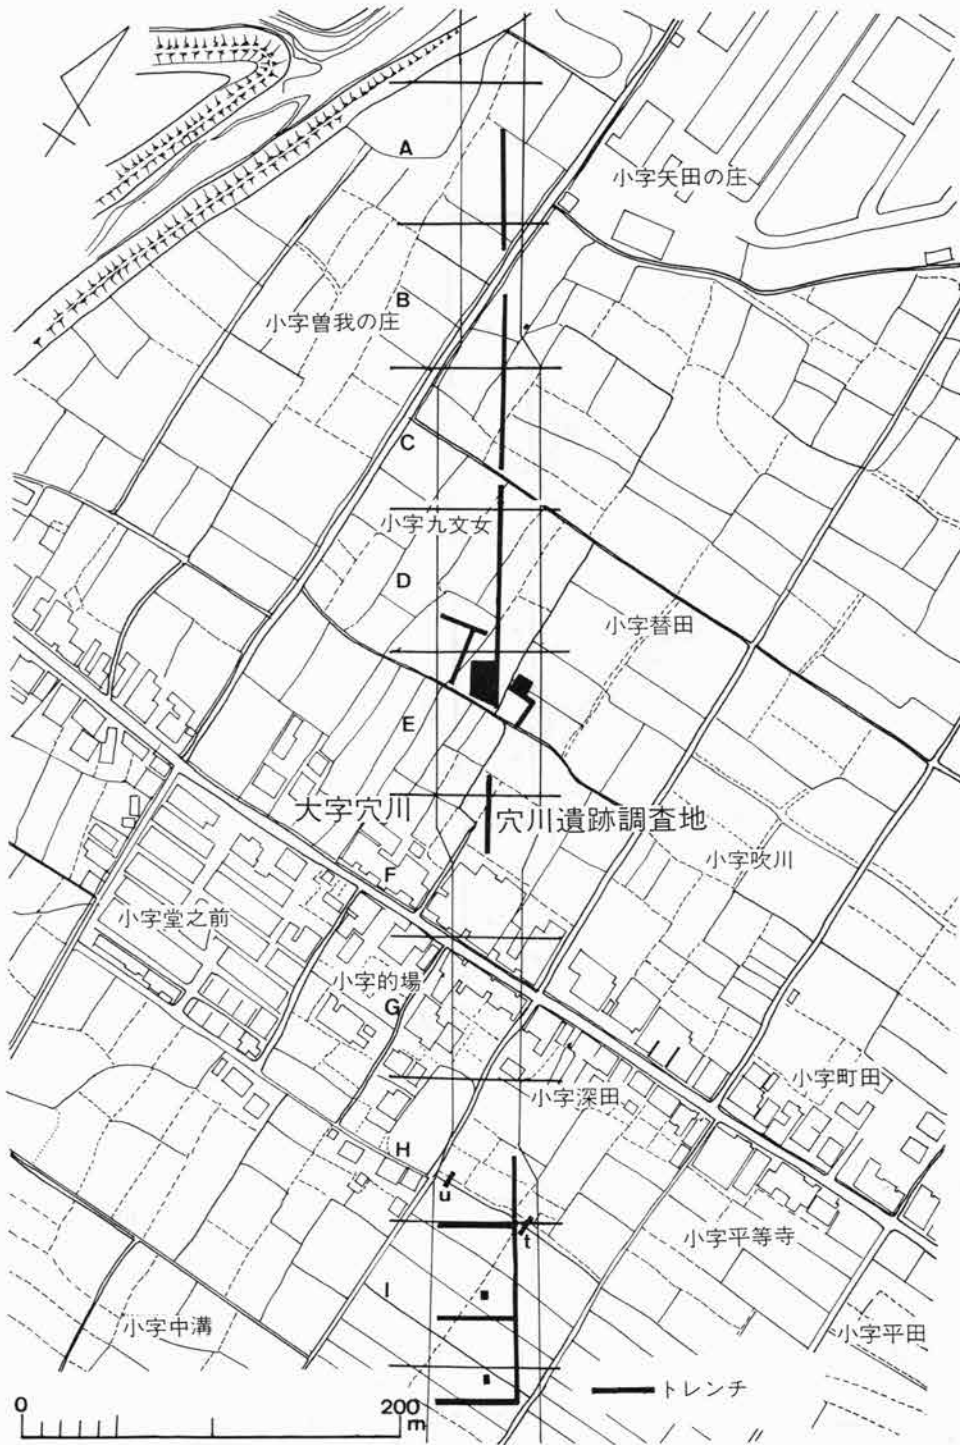 A
小字矢田の庄
B
小字曽我の庄
C
小字九文女
D
小字替田
E
大字穴川
穴川遺跡調査地
小字吹川
F
小字堂之前
小字的場
G
小字町田
小字深田
H
u
t
小字平等寺
I
小字中溝
小字平田
トレンチ
0
200
m